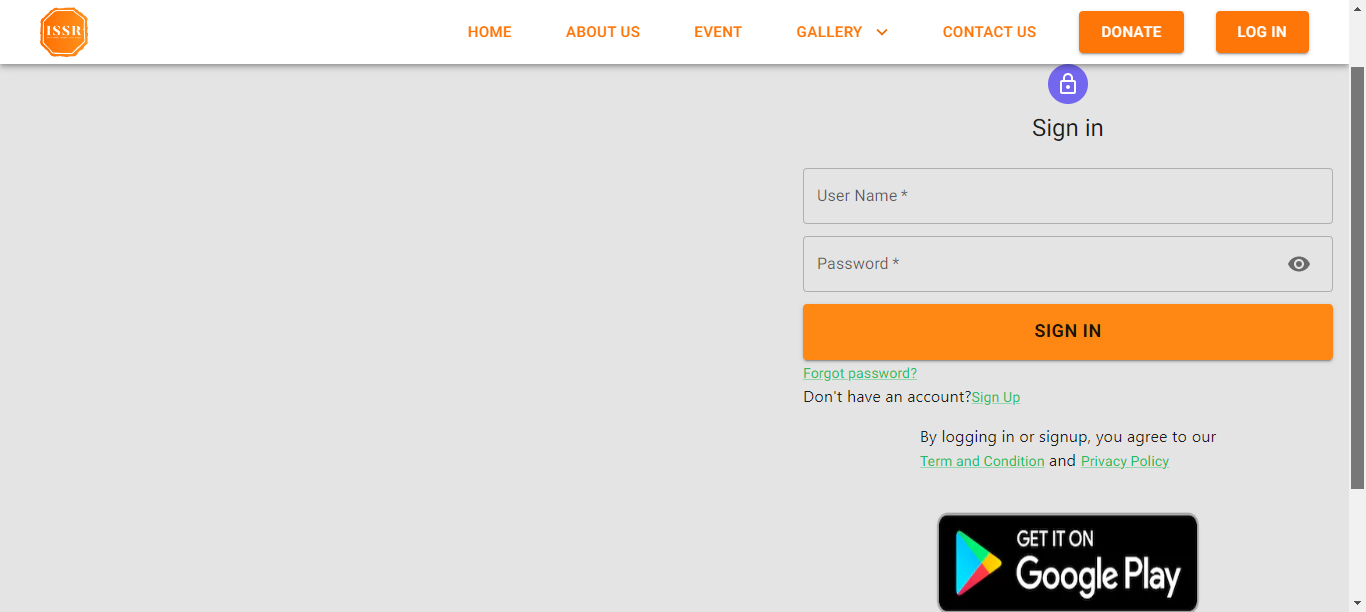 ISSR
HOME ABOUT US EVENT GALLERY CONTACT US DONATE LOG IN
Sign in
User Name *
Password *
SIGN IN
Forgot password?
Don't have an account?Sign Up
By logging in or signup, you agree to our
Term and Condition and Privacy Policy
GET IT ON
Google Play